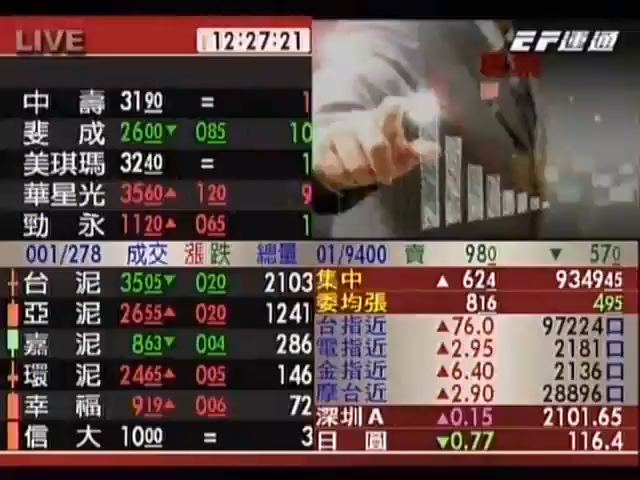 LIVE 12:27:21
EF運通
中 壽 3190 = 1
斐 成 2600▼ 085 10
美琪瑪 3240 = 1
華星光 3560▲ 120 9
勁 永 1120▲ 065 1
001/278 成交 漲跌 總量
台 泥 3505▼ 020 2103
亞 泥 2655▲ 020 1241
嘉 泥 863▼ 004 286
環 泥 2465▲ 005 146
幸 福 919▲ 006 72
信 大 1000 = 3
01/9400 賣 980 ▼ 570
集中 ▲ 624 934945
委均張 816 495
台指近 ▲76.0 97224口
電指近 ▲2.95 2181口
金指近 ▲6.40 2136口
摩台近 ▲2.90 28896口
深圳A ▲0.15 2101.65
日 圓 ▼0.77 116.4